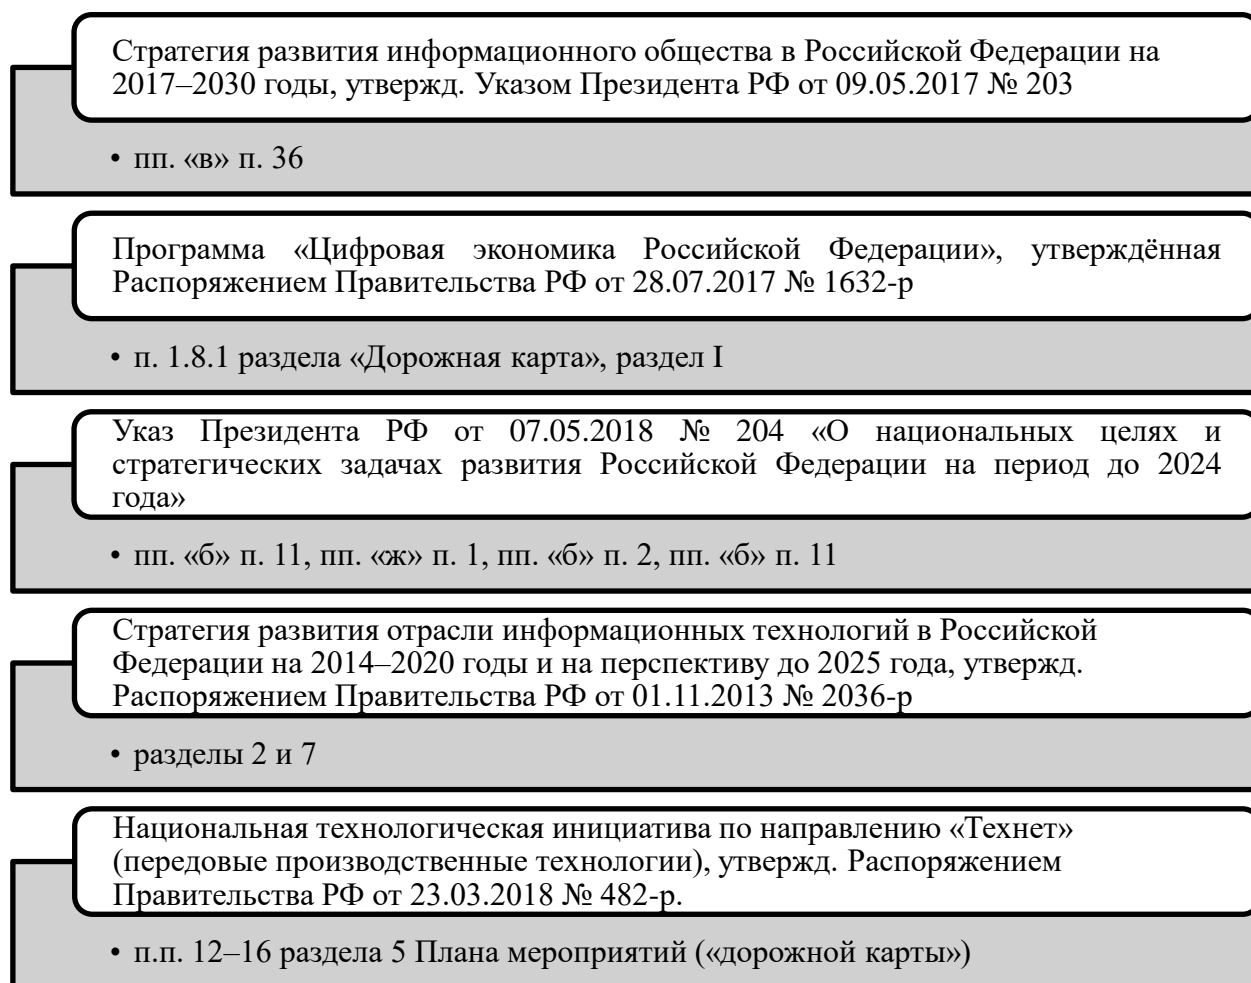 Стратегия развития информационного общества в Российской Федерации на
2017–2030 годы, утвержд. Указом Президента РФ от 09.05.2017 № 203
• пп. «в» п. 36
Программа «Цифровая экономика Российской Федерации», утверждённая
Распоряжением Правительства РФ от 28.07.2017 № 1632-р
• п. 1.8.1 раздела «Дорожная карта», раздел I
Указ Президента РФ от 07.05.2018 № 204 «О национальных целях и
стратегических задачах развития Российской Федерации на период до 2024
года»
• пп. «б» п. 11, пп. «ж» п. 1, пп. «б» п. 2, пп. «б» п. 11
Стратегия развития отрасли информационных технологий в Российской
Федерации на 2014–2020 годы и на перспективу до 2025 года, утвержд.
Распоряжением Правительства РФ от 01.11.2013 № 2036-р
• разделы 2 и 7
Национальная технологическая инициатива по направлению «Технет»
(передовые производственные технологии), утвержд. Распоряжением
Правительства РФ от 23.03.2018 № 482-р.
• п.п. 12–16 раздела 5 Плана мероприятий («дорожной карты»)